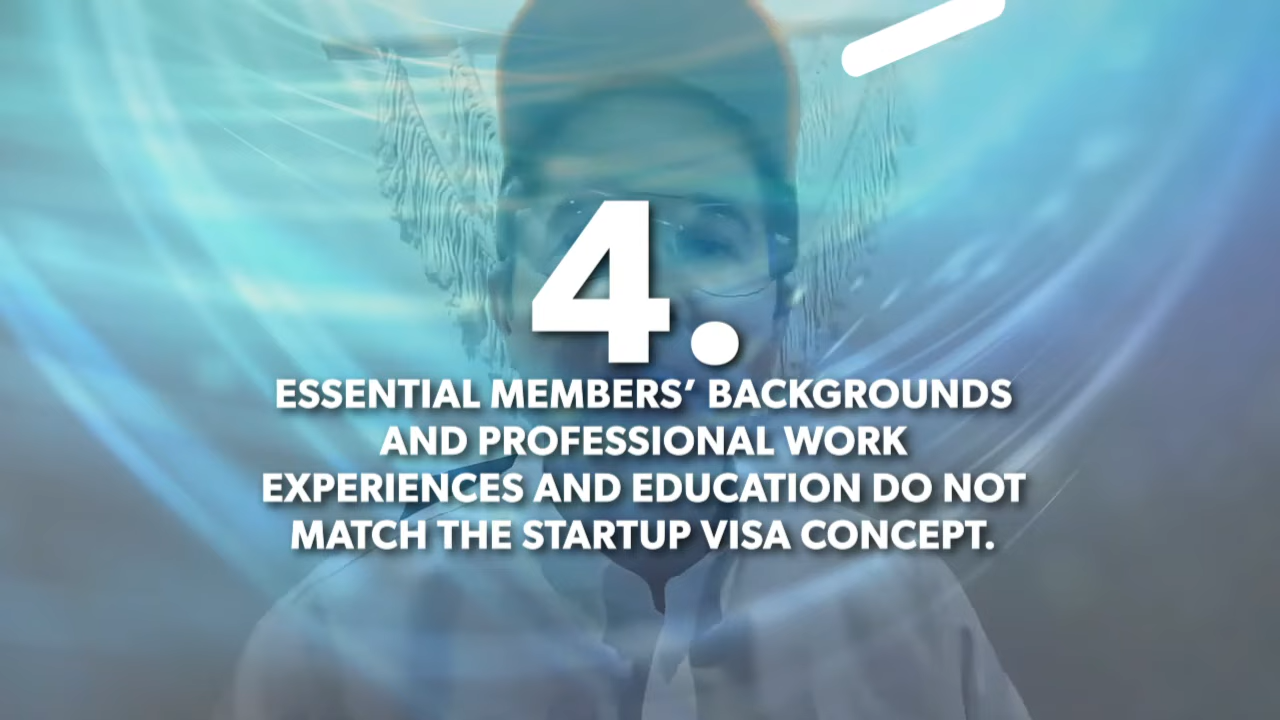 4.
ESSENTIAL MEMBERS’ BACKGROUNDS
AND PROFESSIONAL WORK
EXPERIENCES AND EDUCATION DO NOT
MATCH THE STARTUP VISA CONCEPT.